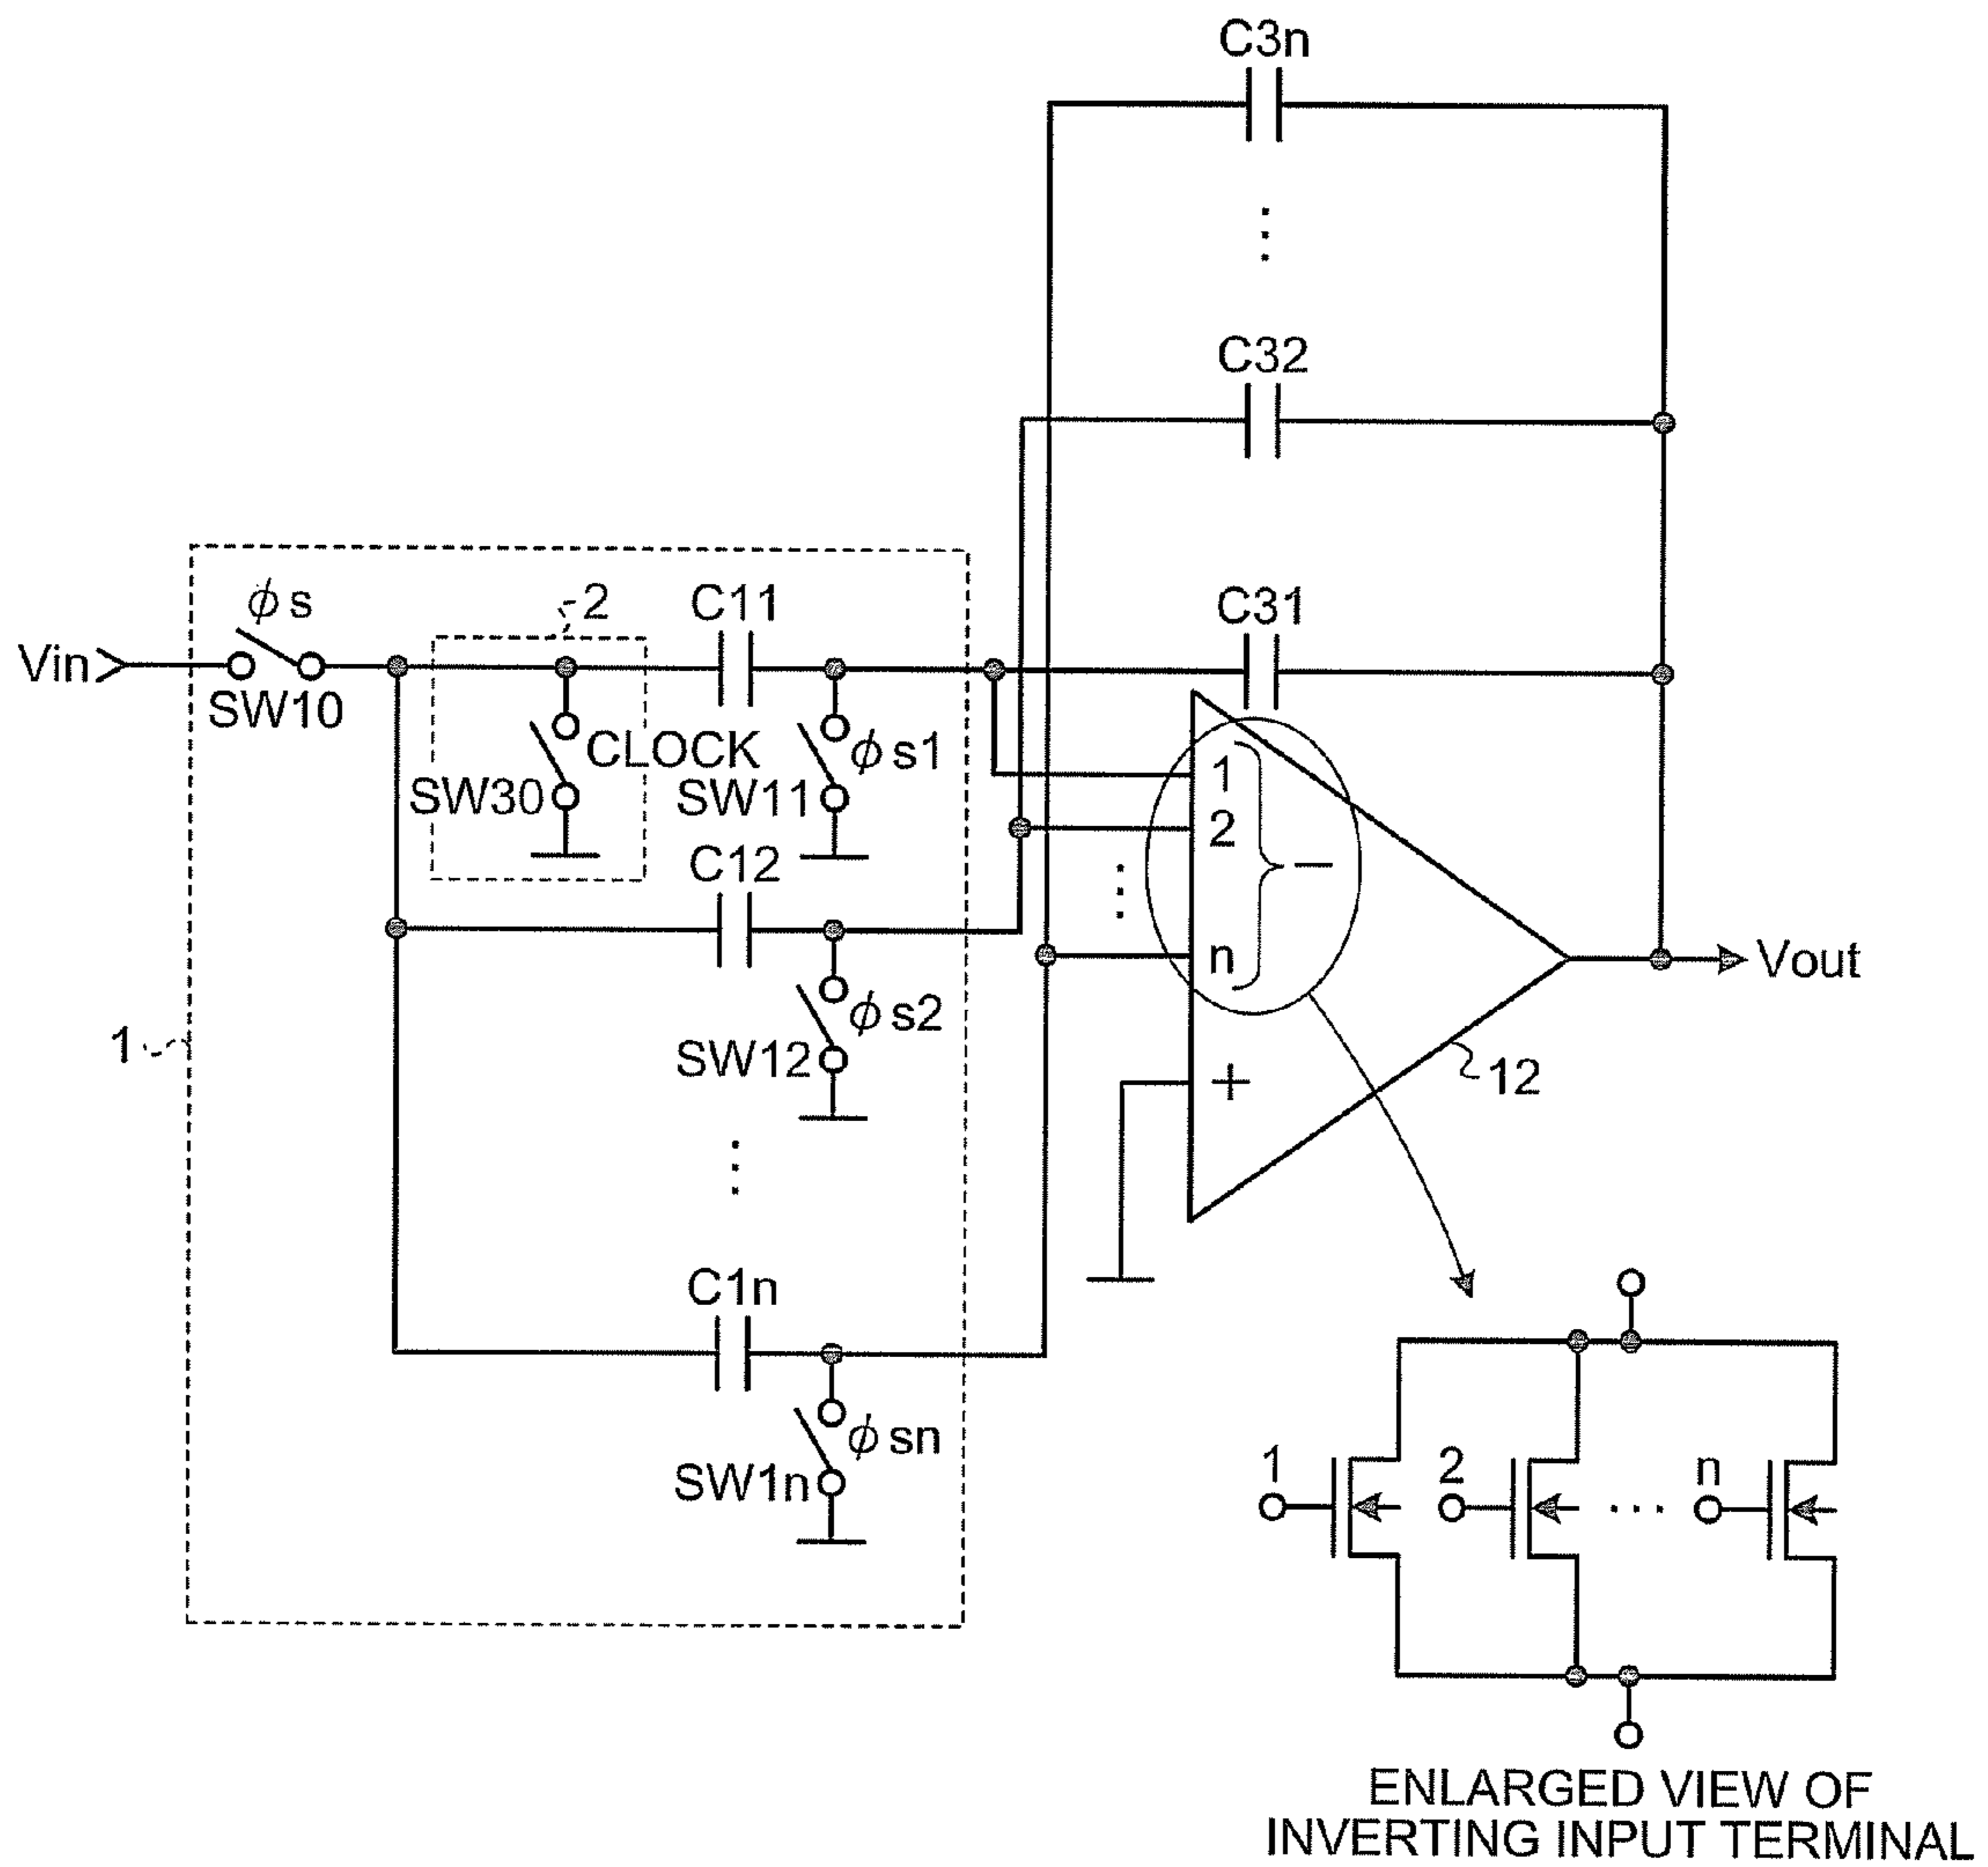 C3n
⋮
C32
C31
φs
2
C11
Vin
SW10
CLOCK
φs1
SW30
SW11
1
2
⋮
n
−
C12
Vout
φs2
1
SW12
+
12
⋮
C1n
φsn
SW1n
1
2
...
n
ENLARGED VIEW OF
INVERTING INPUT TERMINAL